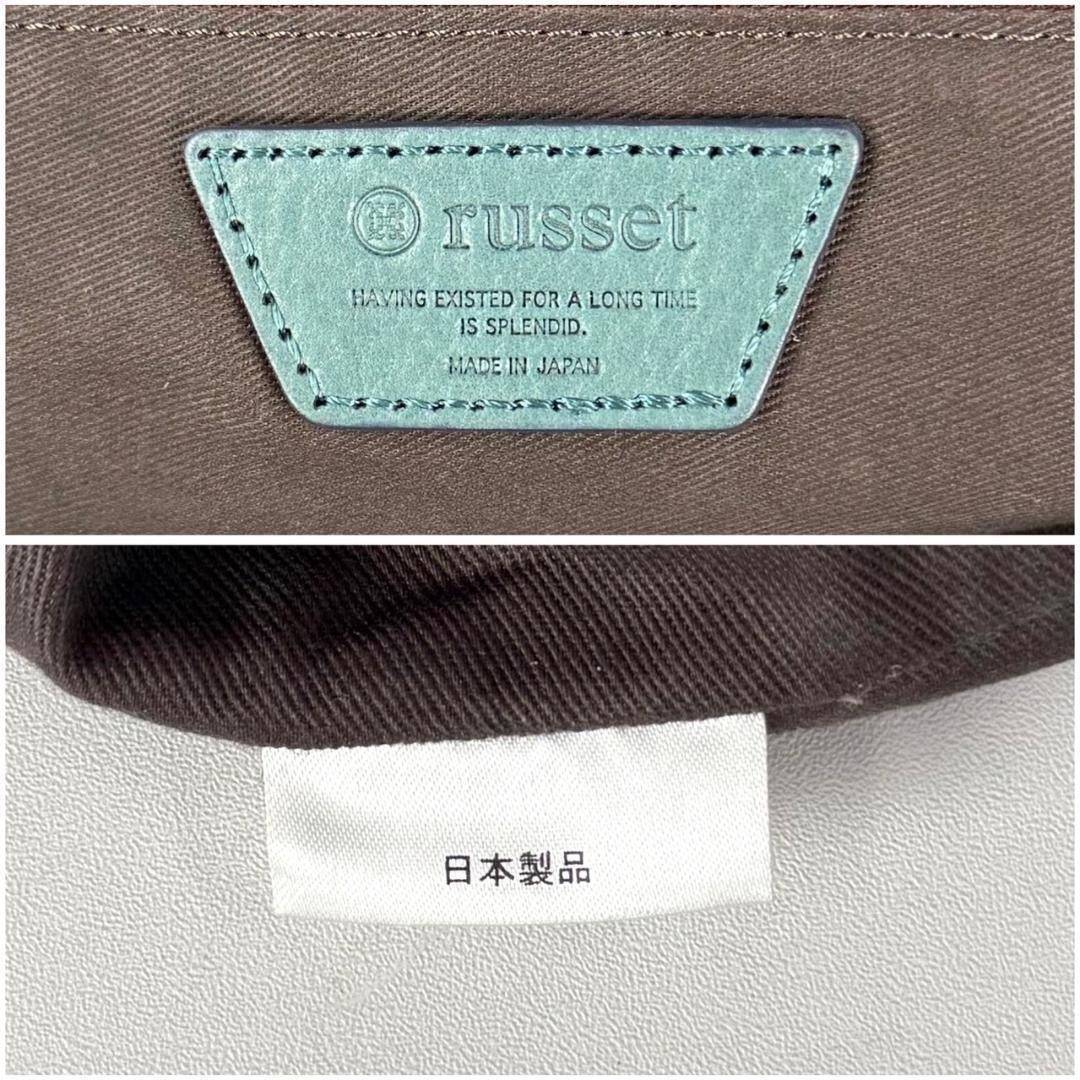 russet
HAVING EXISTED FOR A LONG TIME
IS SPLENDID.
MADE IN JAPAN
日本製品